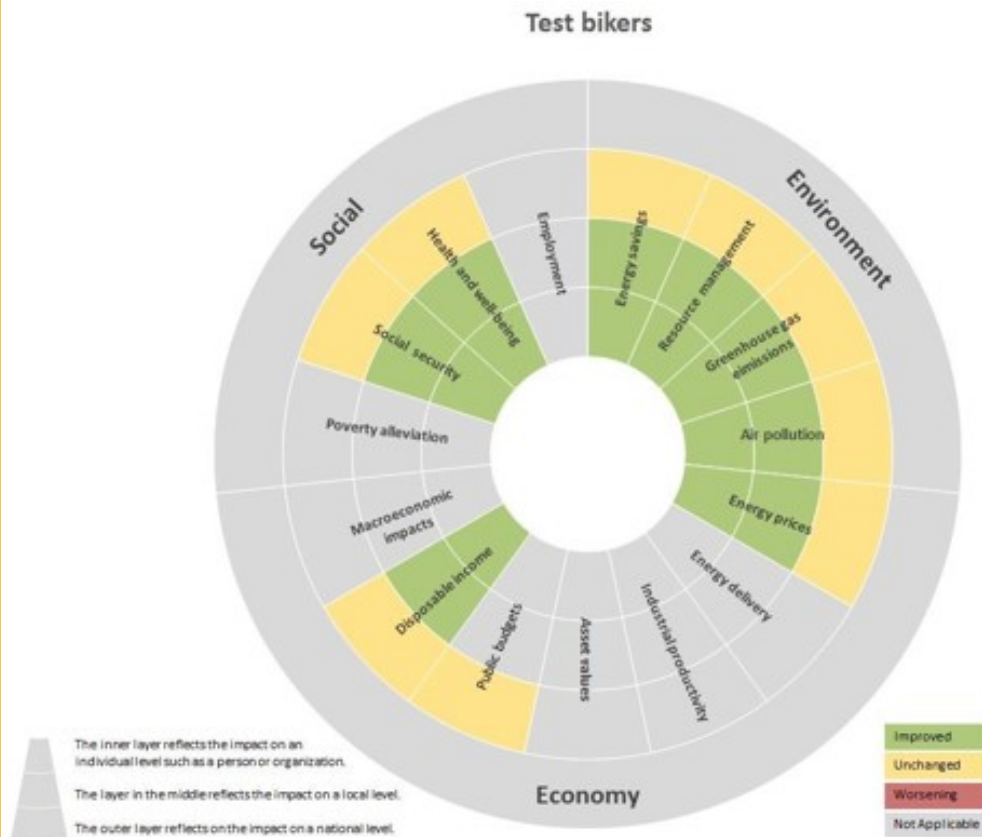 Test bikers
Social
Environment
Economy
Employment
Energy savings
Resource management
Greenhouse gas
eimissions
Air pollution
Energy prices
Energy delivery
Industrial productivity
Asset values
Public budgets
Disposable income
Macroeconomic
impacts
Poverty alleviation
Social security
Health and well-being
The inner layer reflects the impact on an
individual level such as a person or organization.
The layer in the middle reflects the impact on a local level.
The outer layer reflects on the impact on a national level.
Improved
Unchanged
Worsening
Not Applicable